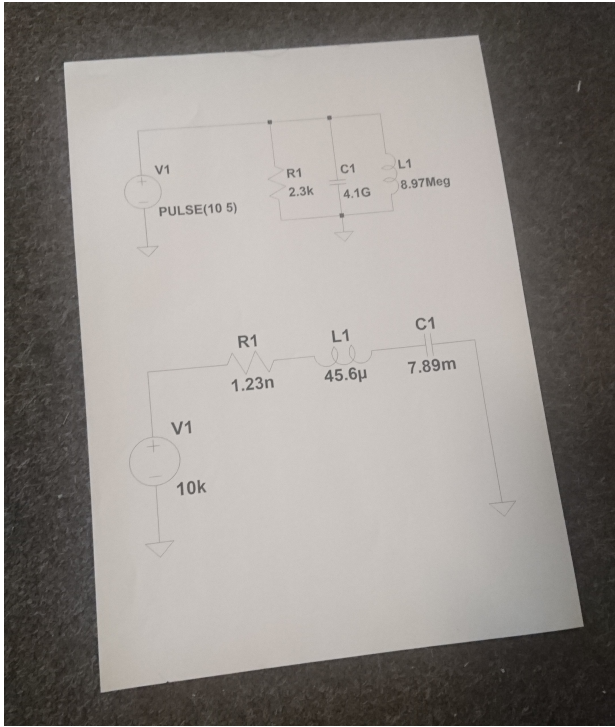 V1
PULSE(10 5)
R1
2.3k
C1
4.1G
L1
8.97Meg
R1
1.23n
L1
45.6µ
C1
7.89m
V1
10k